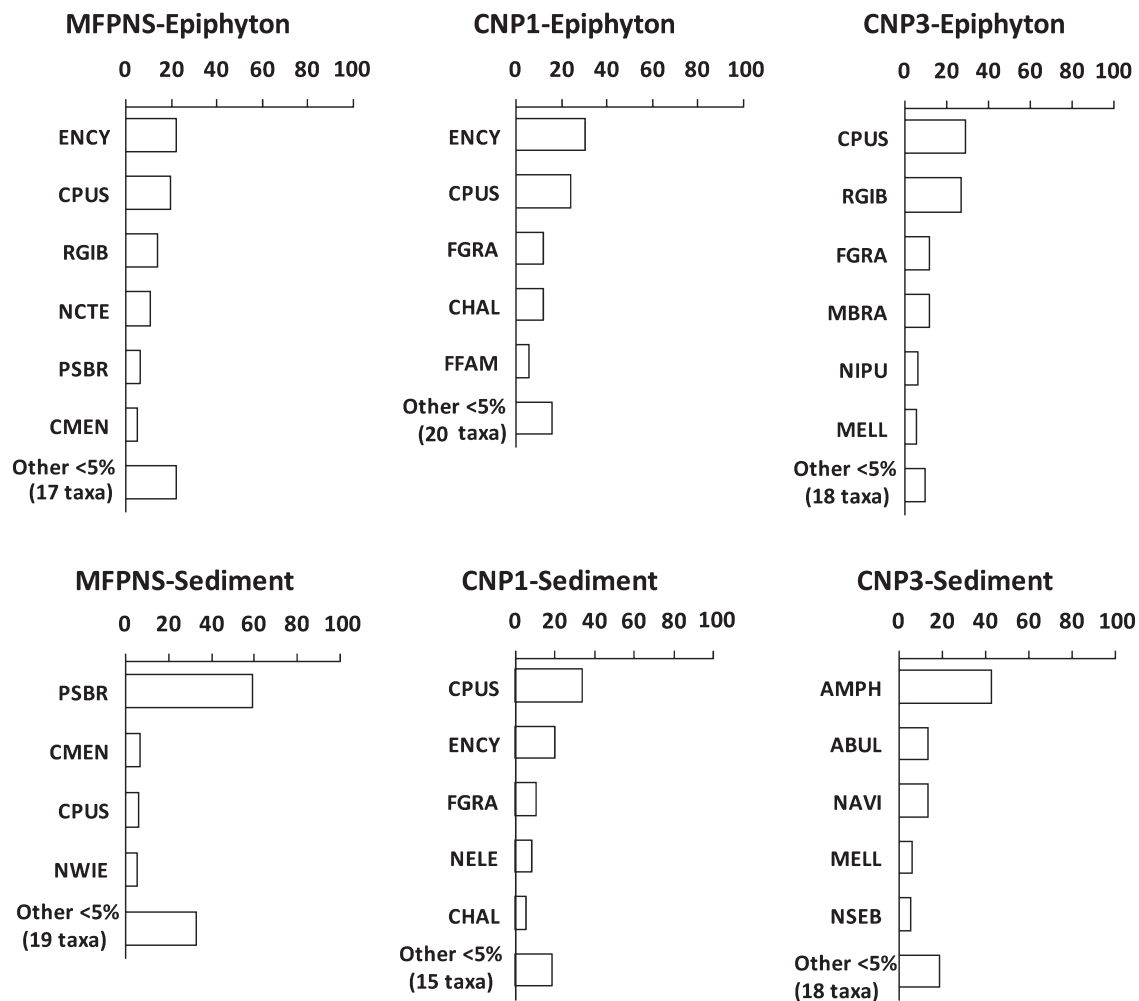 MFPNS-Epiphyton
0 20 40 60 80 100
ENCY
CPUS
RGIB
NCTE
PSBR
CMEN
Other <5%
(17 taxa)
CNP1-Epiphyton
0 20 40 60 80 100
ENCY
CPUS
FGRA
CHAL
FFAM
Other <5%
(20 taxa)
CNP3-Epiphyton
0 20 40 60 80 100
CPUS
RGIB
FGRA
MBRA
NIPU
MELL
Other <5%
(18 taxa)
MFPNS-Sediment
0 20 40 60 80 100
PSBR
CMEN
CPUS
NWIE
Other <5%
(19 taxa)
CNP1-Sediment
0 20 40 60 80 100
CPUS
ENCY
FGRA
NELE
CHAL
Other <5%
(15 taxa)
CNP3-Sediment
0 20 40 60 80 100
AMPH
ABUL
NAVI
MELL
NSEB
Other <5%
(18 taxa)